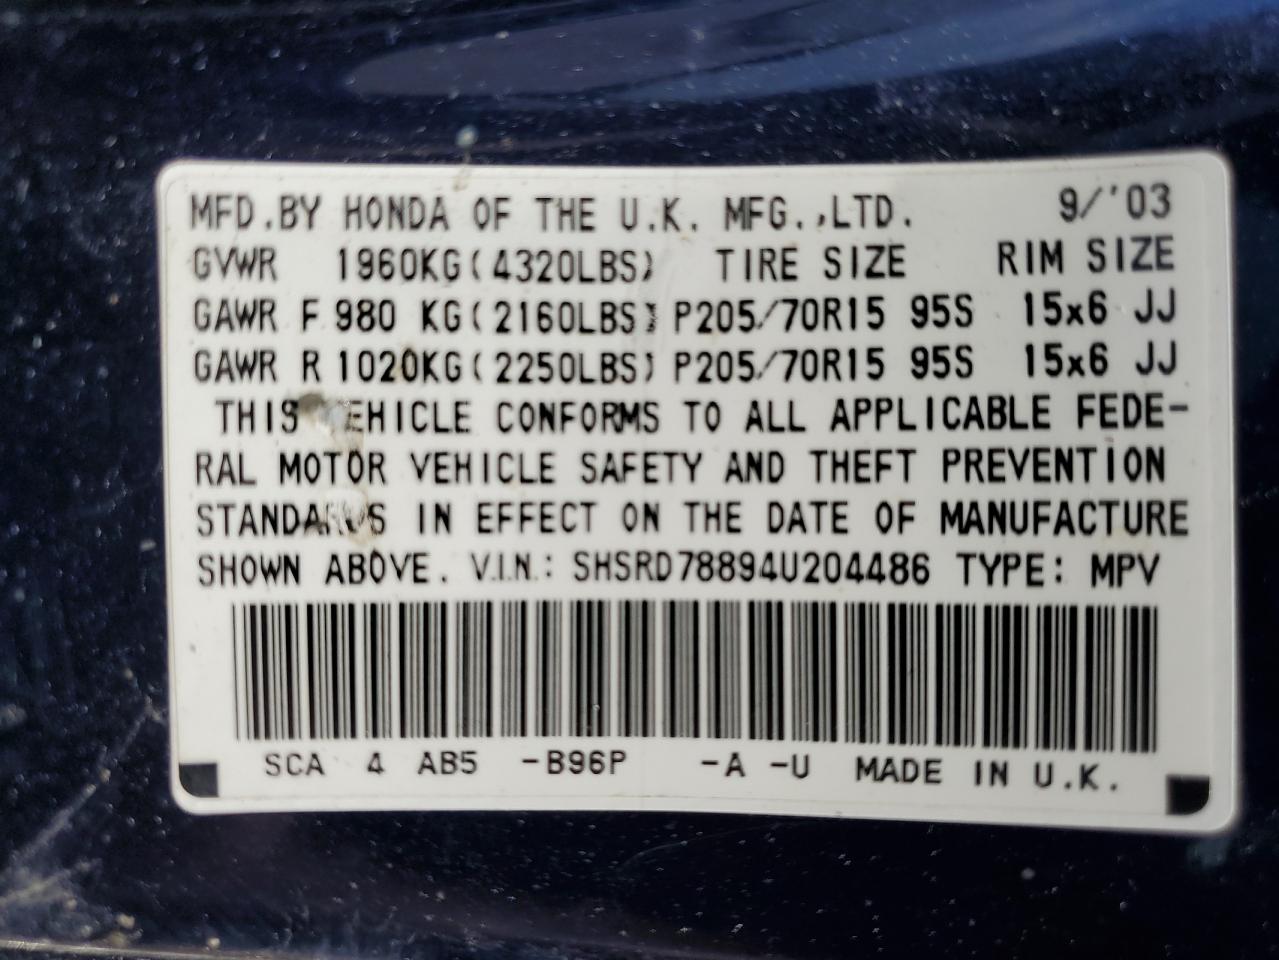 MFD.BY HONDA OF THE U.K. MFG.,LTD. 9/'03
GVWR 1960KG(4320LBS) TIRE SIZE RIM SIZE
GAWR F 980 KG(2160LBS) P205/70R15 95S 15x6 JJ
GAWR R 1020KG(2250LBS) P205/70R15 95S 15x6 JJ
THIS VEHICLE CONFORMS TO ALL APPLICABLE FEDE-
RAL MOTOR VEHICLE SAFETY AND THEFT PREVENTION
STANDARDS IN EFFECT ON THE DATE OF MANUFACTURE
SHOWN ABOVE. V.I.N.: SHSRD78894U204486 TYPE: MPV
SCA 4 AB5 -B96P -A -U MADE IN U.K.